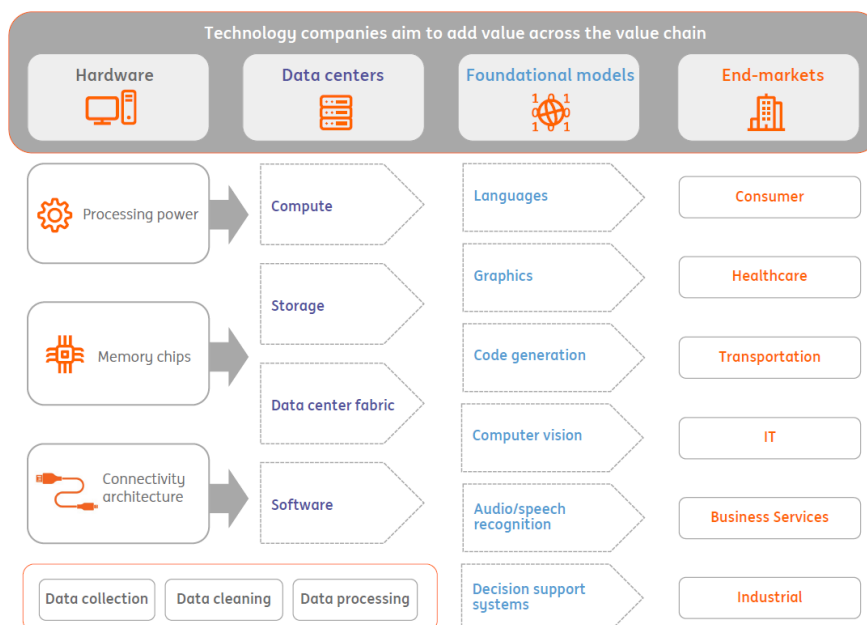 Technology companies aim to add value across the value chain
Hardware
Data centers
Foundational models
End-markets
1 0 1
0 0 1
1 0 1
Processing power
Memory chips
Connectivity
architecture
Compute
Storage
Data center fabric
Software
Languages
Graphics
Code generation
Computer vision
Audio/speech
recognition
Decision support
systems
Consumer
Healthcare
Transportation
IT
Business Services
Industrial
Data collection
Data cleaning
Data processing